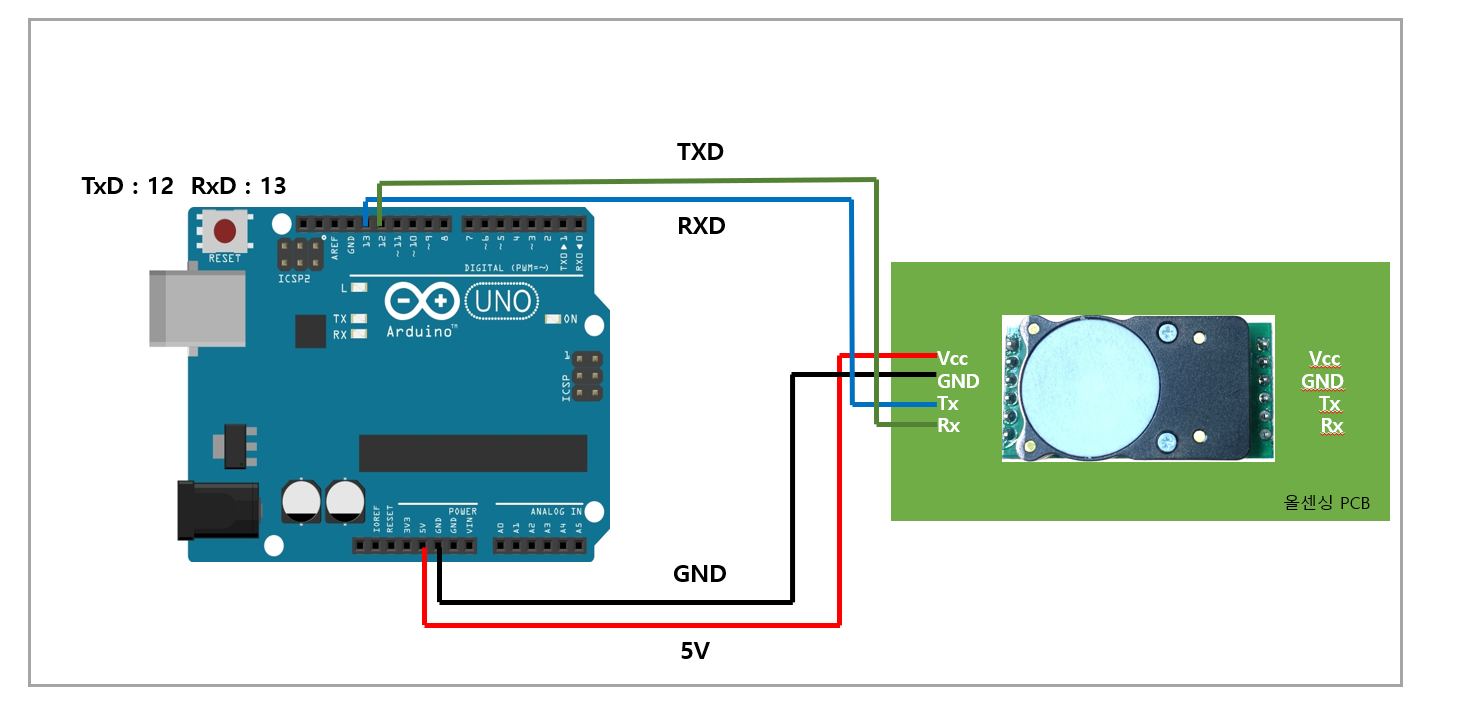 TXD
TxD : 12 RxD : 13
RXD
RESET
ICSP2
AREF
GND
13
12
~11
~10
~9
8
7
~6
~5
4
~3
2
TX0▶1
RX0◀0
DIGITAL (PWM=~)
L
TX
RX
Arduino™
UNO
ON
1
ICSP
Vcc
GND
Tx
Rx
Vcc
GND
Tx
Rx
올센싱 PCB
POWER
ANALOG IN
IOREF
RESET
3V3
5V
GND
GND
VIN
A0
A1
A2
A3
A4
A5
GND
5V